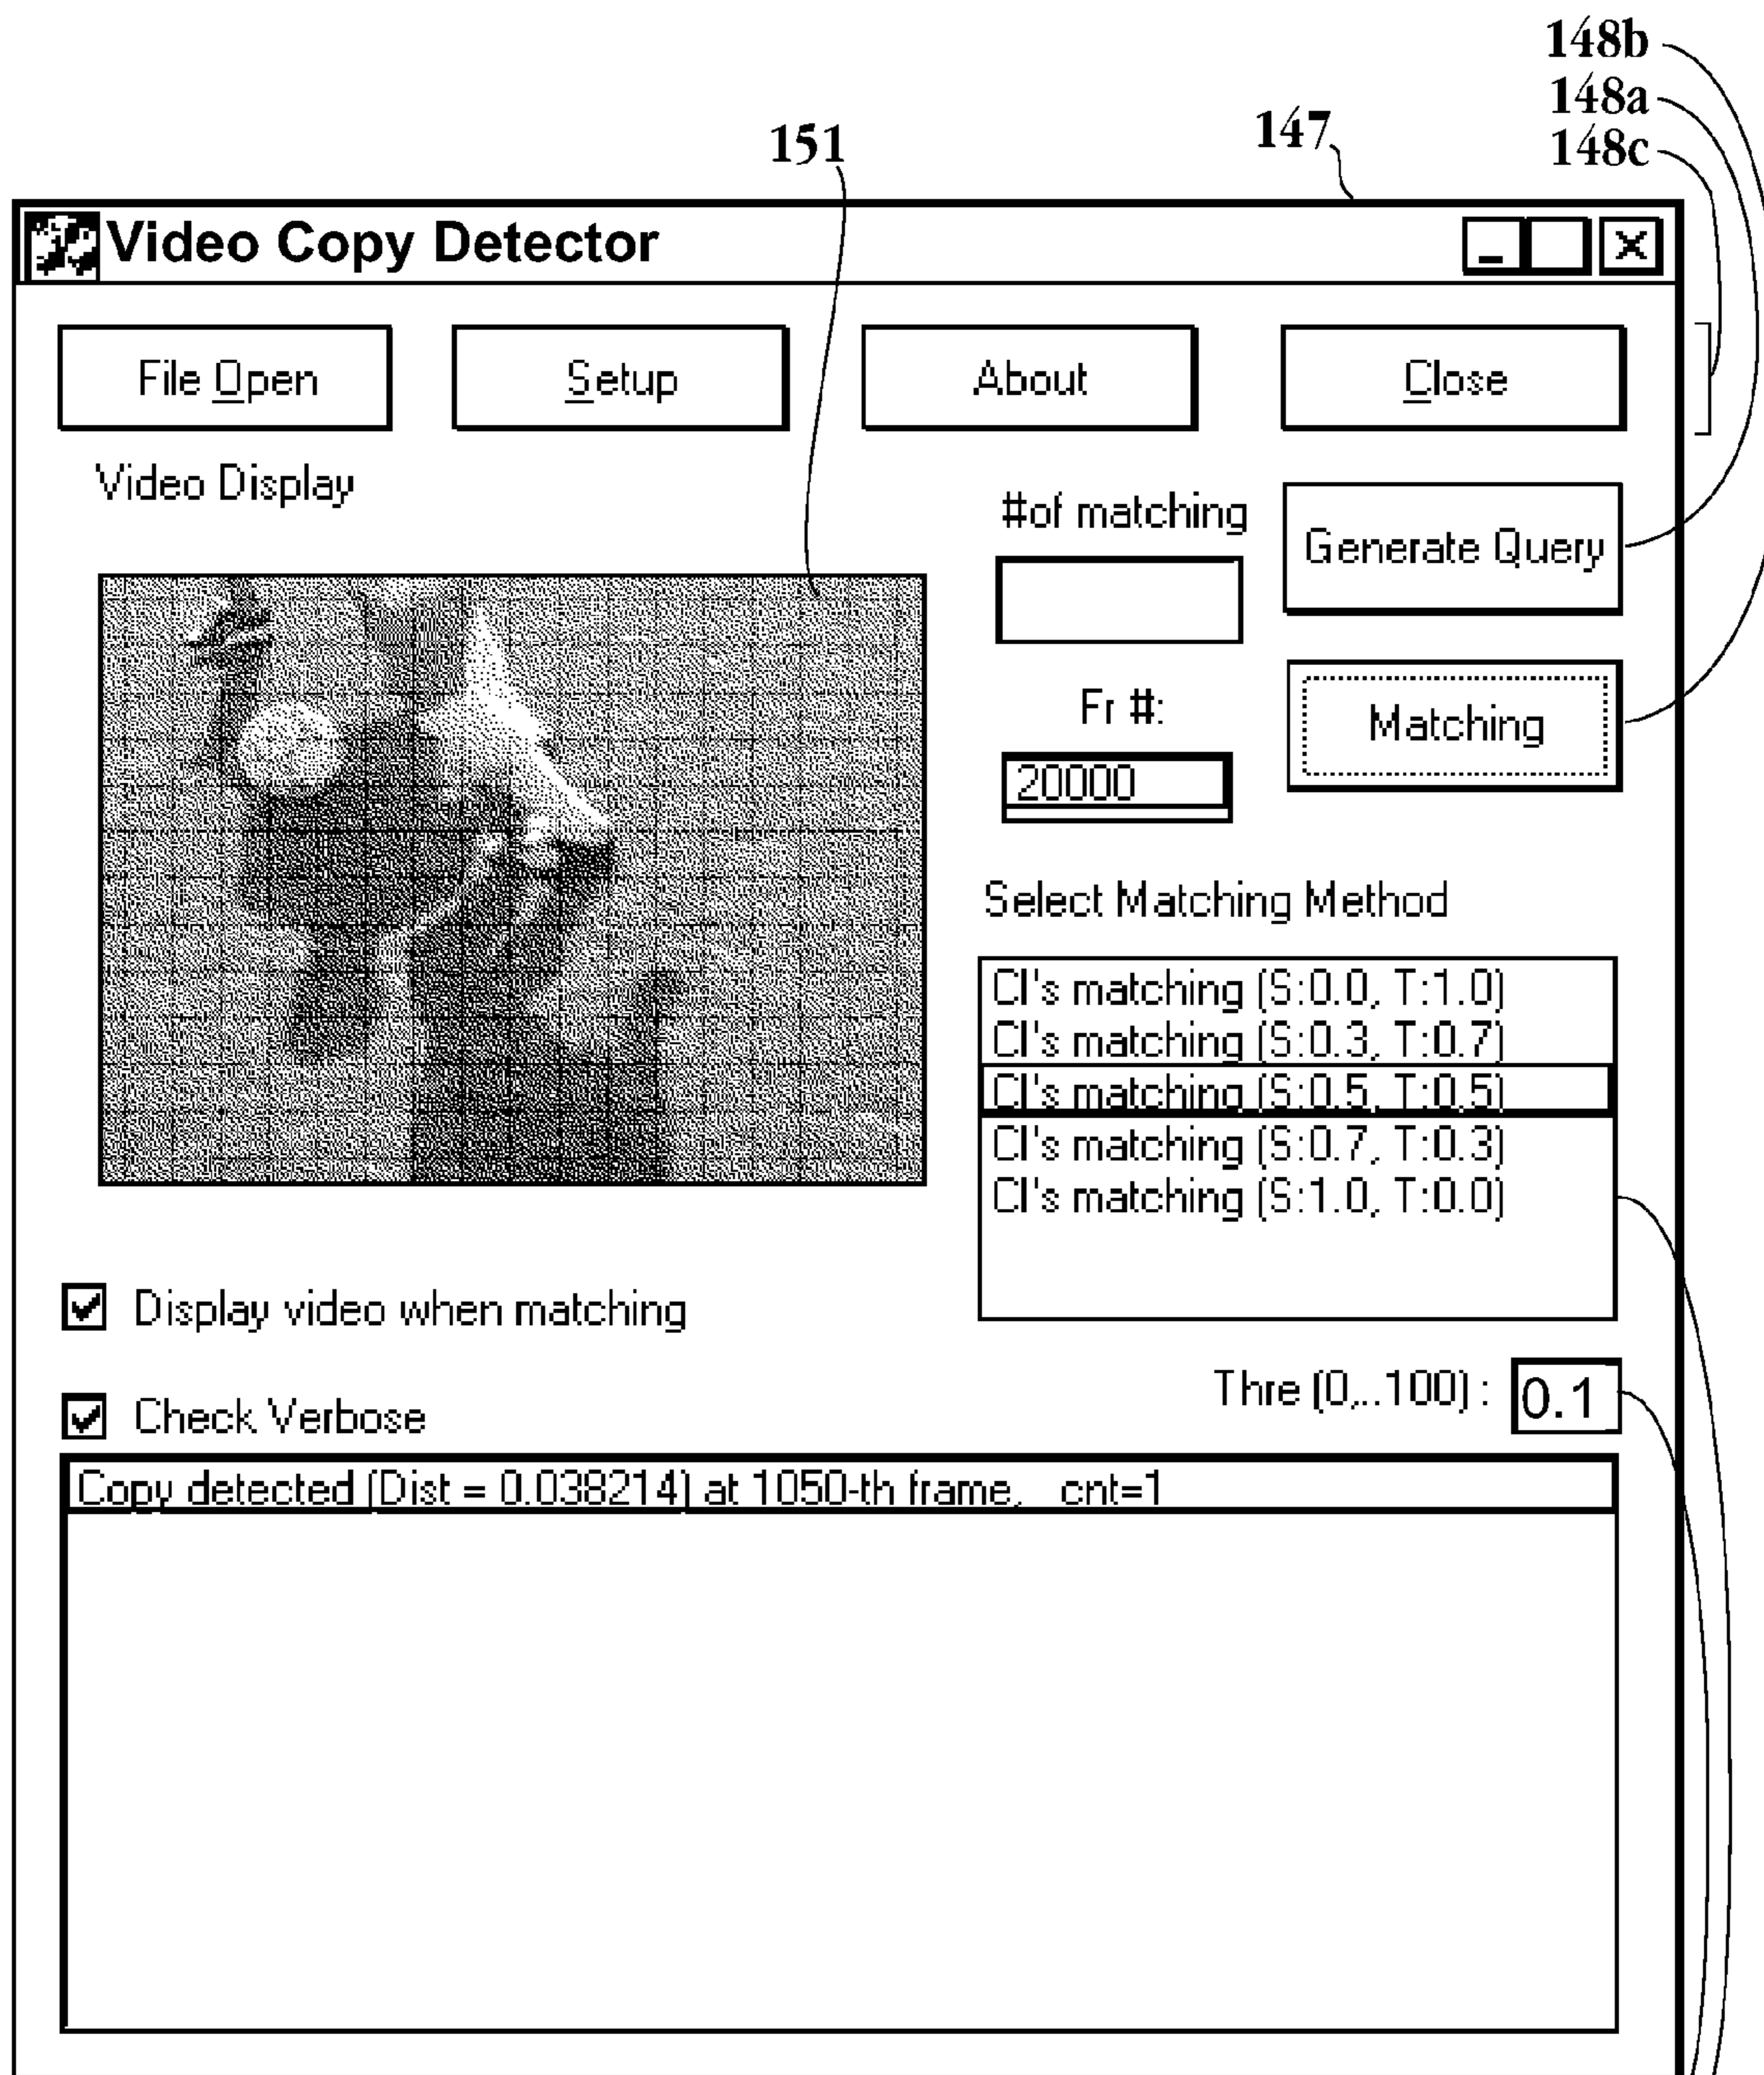 148b
148a
148c
147
151
Video Copy Detector
File Open
Setup
About
Close
Video Display
#of matching
Generate Query
Fr #:
Matching
20000
Select Matching Method
CI's matching (S:0.0, T:1.0)
CI's matching (S:0.3, T:0.7)
CI's matching (S:0.5, T:0.5)
CI's matching (S:0.7, T:0.3)
CI's matching (S:1.0, T:0.0)
Display video when matching
Thre (0,..100) : 0.1
Check Verbose
Copy detected (Dist = 0.038214) at 1050-th frame, cnt=1